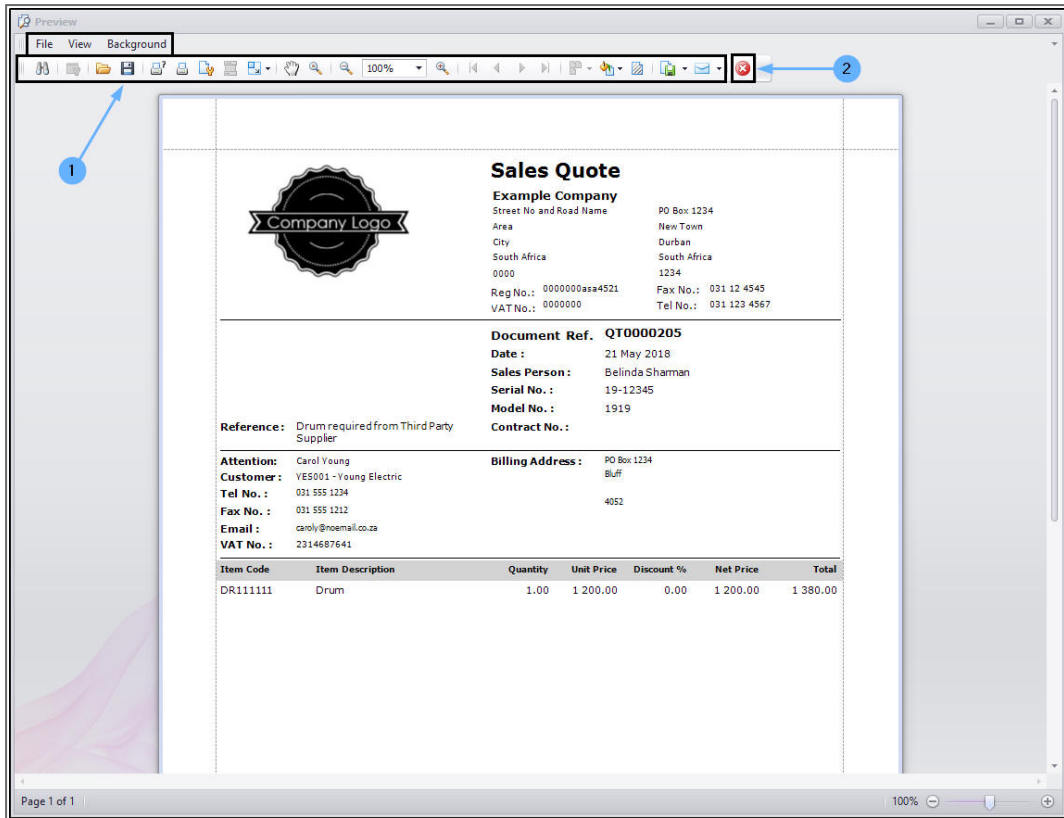 Preview
File View Background
100%
2
1
Company Logo
Sales Quote
Example Company
Street No and Road Name PO Box 1234
Area New Town
City Durban
South Africa South Africa
0000 1234
Reg No.: 0000000asa4521 Fax No.: 031 12 4545
VAT No.: 0000000 Tel No.: 031 123 4567
Document Ref. QT0000205
Date : 21 May 2018
Sales Person : Belinda Sharman
Serial No. : 19-12345
Model No. : 1919
Reference : Drum required from Third Party Contract No. :
Supplier
Attention: Carol Young Billing Address : PO Box 1234
Customer : YES001 - Young Electric Bluff
Tel No. : 031 555 1234
4052
Fax No. : 031 555 1212
Email : caroly@noemail.co.za
VAT No. : 2314687641
Item Code Item Description Quantity Unit Price Discount % Net Price Total
DR111111 Drum 1.00 1 200.00 0.00 1 200.00 1 380.00
Page 1 of 1 100%